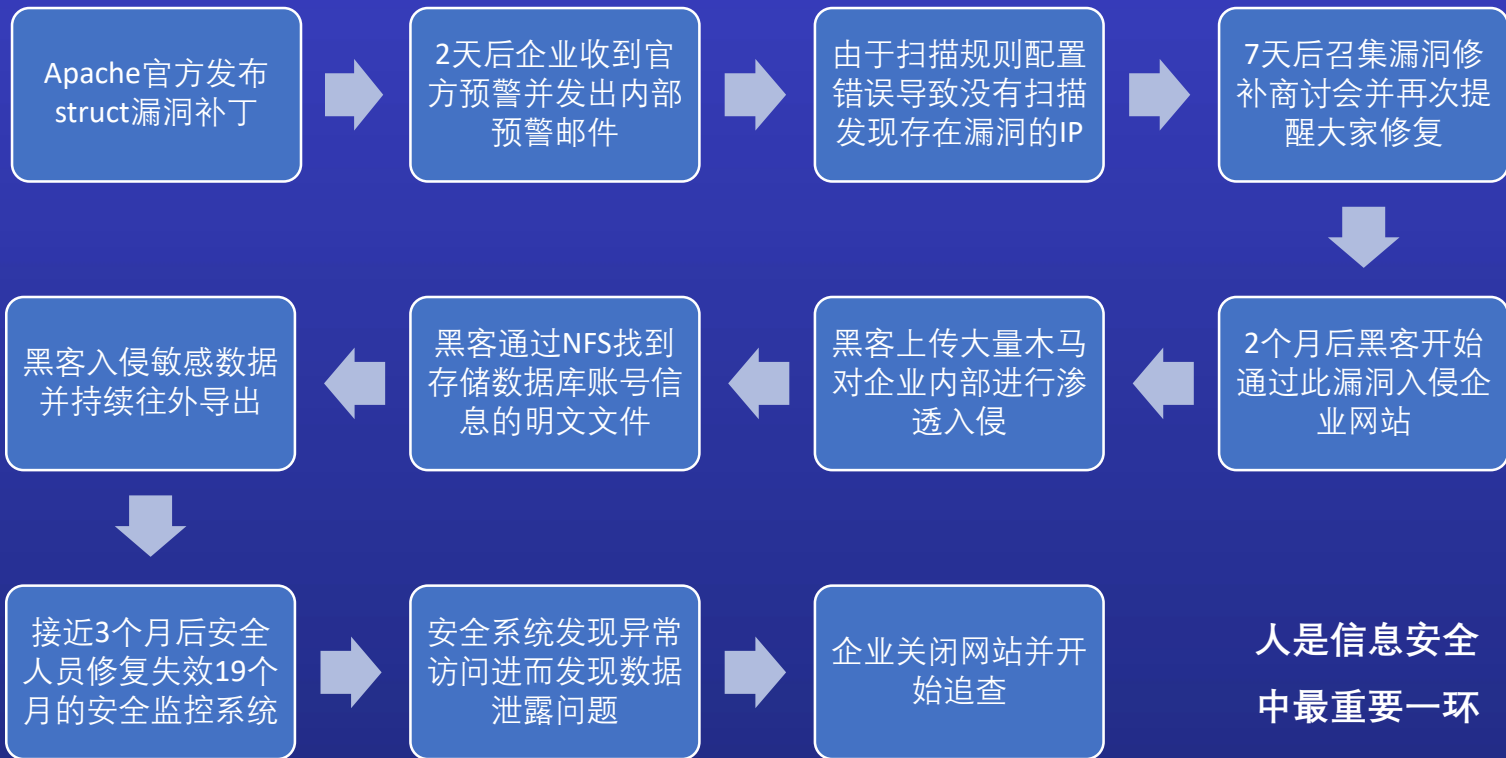 Apache官方发布
struct漏洞补丁
2天后企业收到官
方预警并发出内部
预警邮件
由于扫描规则配置
错误导致没有扫描
发现存在漏洞的IP
7天后召集漏洞修
补商讨会并再次提
醒大家修复
2个月后黑客开始
通过此漏洞入侵企
业网站
黑客上传大量木马
对企业内部进行渗
透入侵
黑客通过NFS找到
存储数据库账号信
息的明文文件
黑客入侵敏感数据
并持续往外导出
接近3个月后安全
人员修复失效19个
月的安全监控系统
安全系统发现异常
访问进而发现数据
泄露问题
企业关闭网站并开
始追查
人是信息安全
中最重要一环